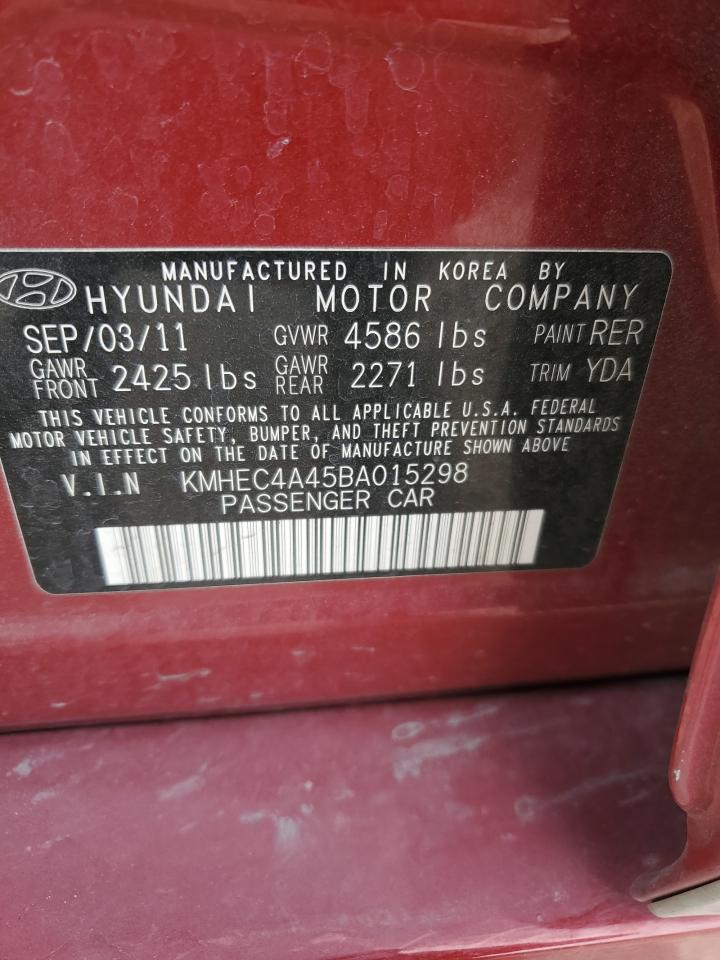 MANUFACTURED IN KOREA BY
HYUNDAI MOTOR COMPANY
SEP/03/11 GVWR 4586 lbs PAINT RER
GAWR FRONT 2425 lbs GAWR REAR 2271 lbs TRIM YDA
THIS VEHICLE CONFORMS TO ALL APPLICABLE U.S.A. FEDERAL
MOTOR VEHICLE SAFETY, BUMPER, AND THEFT PREVENTION STANDARDS
IN EFFECT ON THE DATE OF MANUFACTURE SHOWN ABOVE
V.I.N KMHEC4A45BA015298
PASSENGER CAR